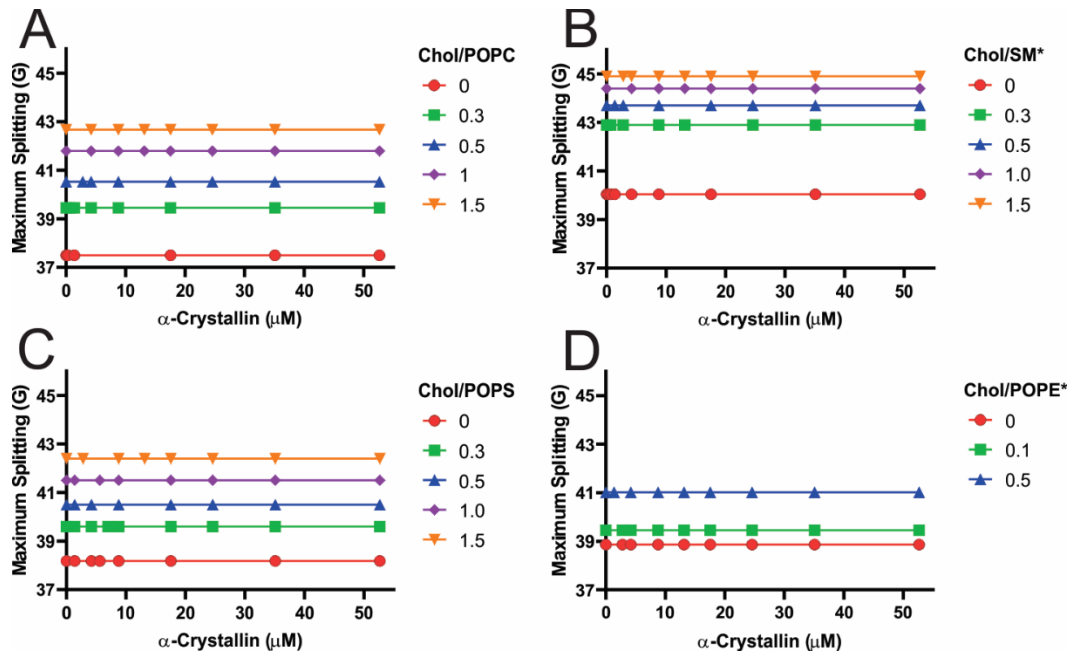 A
Maximum Splitting (G)
45
43
41
39
37
0 10 20 30 40 50
α-Crystallin (μM)
Chol/POPC
0
0.3
0.5
1
1.5
B
Maximum Splitting (G)
45
43
41
39
37
0 10 20 30 40 50
α-Crystallin (μM)
Chol/SM*
0
0.3
0.5
1.0
1.5
C
Maximum Splitting (G)
45
43
41
39
37
0 10 20 30 40 50
α-Crystallin (μM)
Chol/POPS
0
0.3
0.5
1.0
1.5
D
Maximum Splitting (G)
45
43
41
39
37
0 10 20 30 40 50
α-Crystallin (μM)
Chol/POPE*
0
0.1
0.5